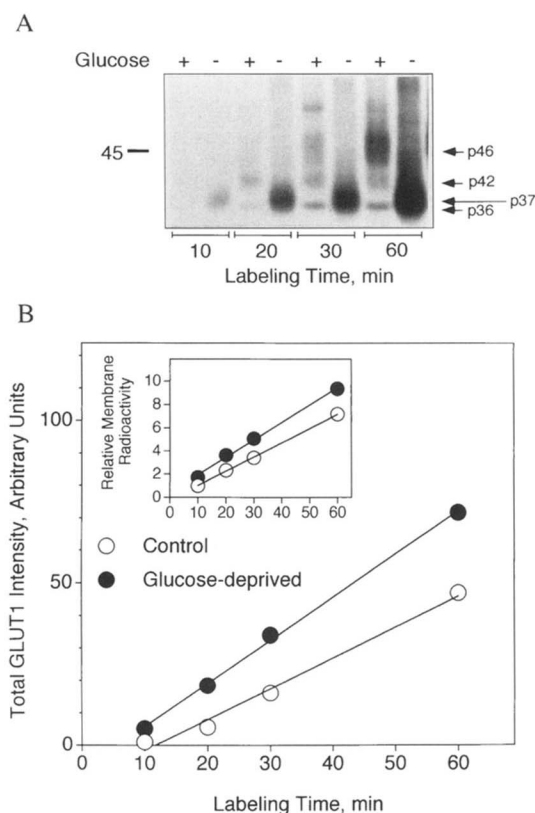 A
Glucose + - + - + - + -
45
p46
p42
p37
p36
10 20 30 60
Labeling Time, min
B
Relative Membrane
Radioactivity
10
8
6
4
2
0
0 10 20 30 40 50 60
Control
Glucose-deprived
Total GLUT1 Intensity, Arbitrary Units
100
50
0
0 10 20 30 40 50 60
Labeling Time, min